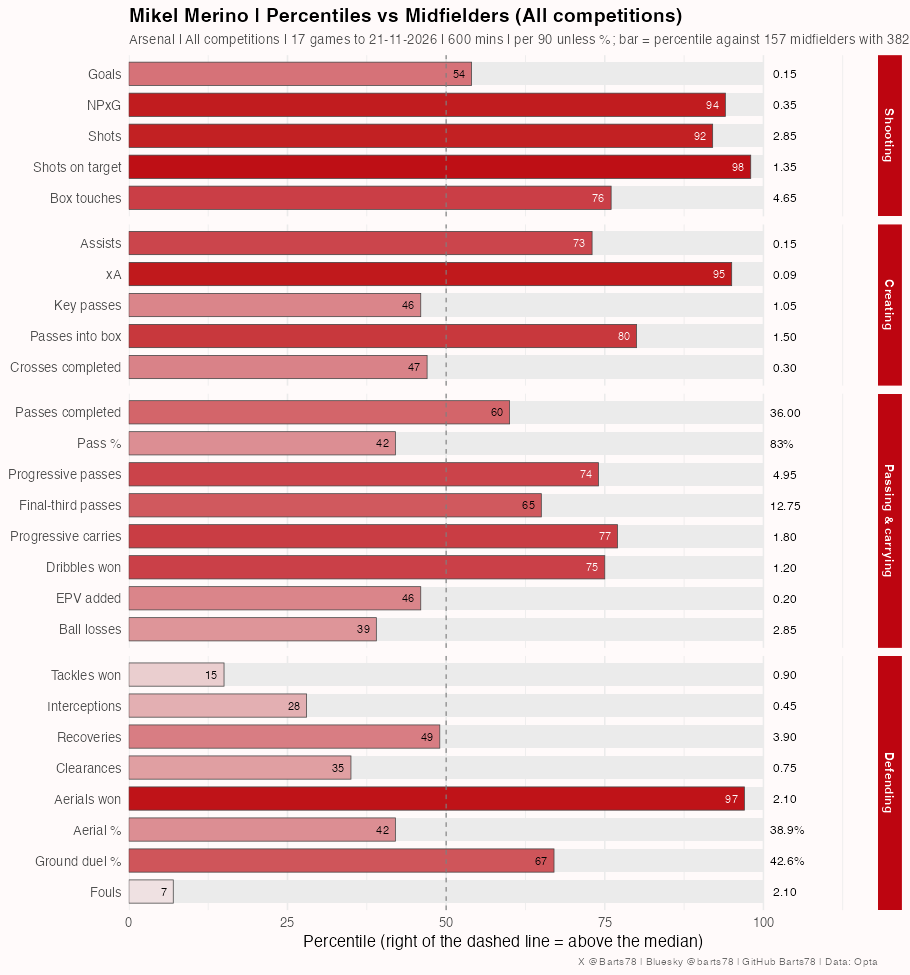 Mikel Merino | Percentiles vs Midfielders (All competitions)
Arsenal | All competitions | 17 games to 21-11-2026 | 600 mins | per 90 unless %; bar = percentile against 157 midfielders with 382
Goals 54 0.15
NPxG 94 0.35
Shots 92 2.85
Shots on target 98 1.35
Box touches 76 4.65
Shooting
Assists 73 0.15
xA 95 0.09
Key passes 46 1.05
Passes into box 80 1.50
Crosses completed 47 0.30
Creating
Passes completed 60 36.00
Pass % 42 83%
Progressive passes 74 4.95
Final-third passes 65 12.75
Progressive carries 77 1.80
Dribbles won 75 1.20
EPV added 46 0.20
Ball losses 39 2.85
Passing & carrying
Tackles won 15 0.90
Interceptions 28 0.45
Recoveries 49 3.90
Clearances 35 0.75
Aerials won 97 2.10
Aerial % 42 38.9%
Ground duel % 67 42.6%
Fouls 7 2.10
Defending
0 25 50 75 100
Percentile (right of the dashed line = above the median)
X @Barts78 | Bluesky @barts78 | GitHub Barts78 | Data: Opta